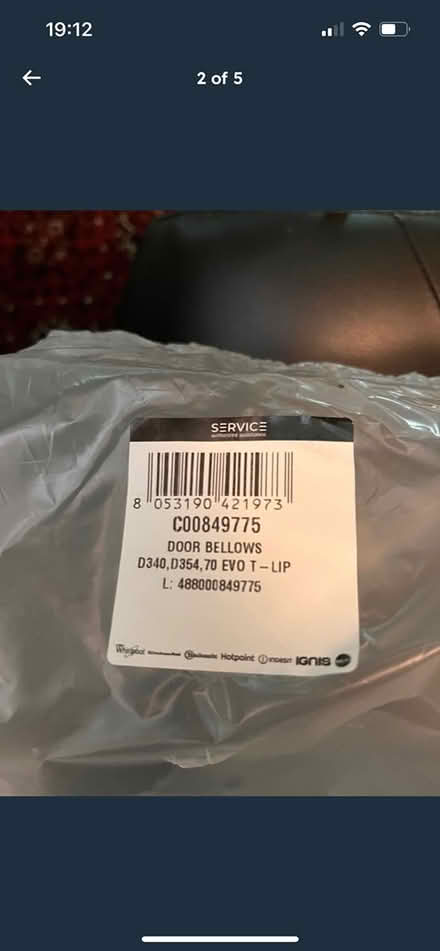 19:12
2 of 5
SERVICE
8 053190 421973
C00849775
DOOR BELLOWS
D340,D354,70 EVO T-LIP
L: 488000849775
Whirlpool Hotpoint INDESIT IGNIS